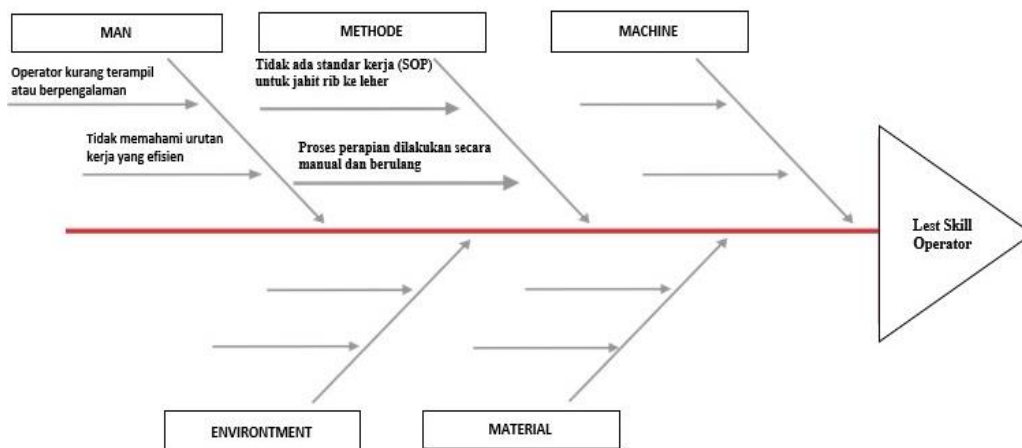 MAN
METHODE
MACHINE
Operator kurang terampil
atau berpengalaman
Tidak memahami urutan
kerja yang efisien
Tidak ada standar kerja (SOP)
untuk jahit rib ke leher
Proses perapian dilakukan secara
manual dan berulang
Lest Skill
Operator
ENVIRONTMENT
MATERIAL